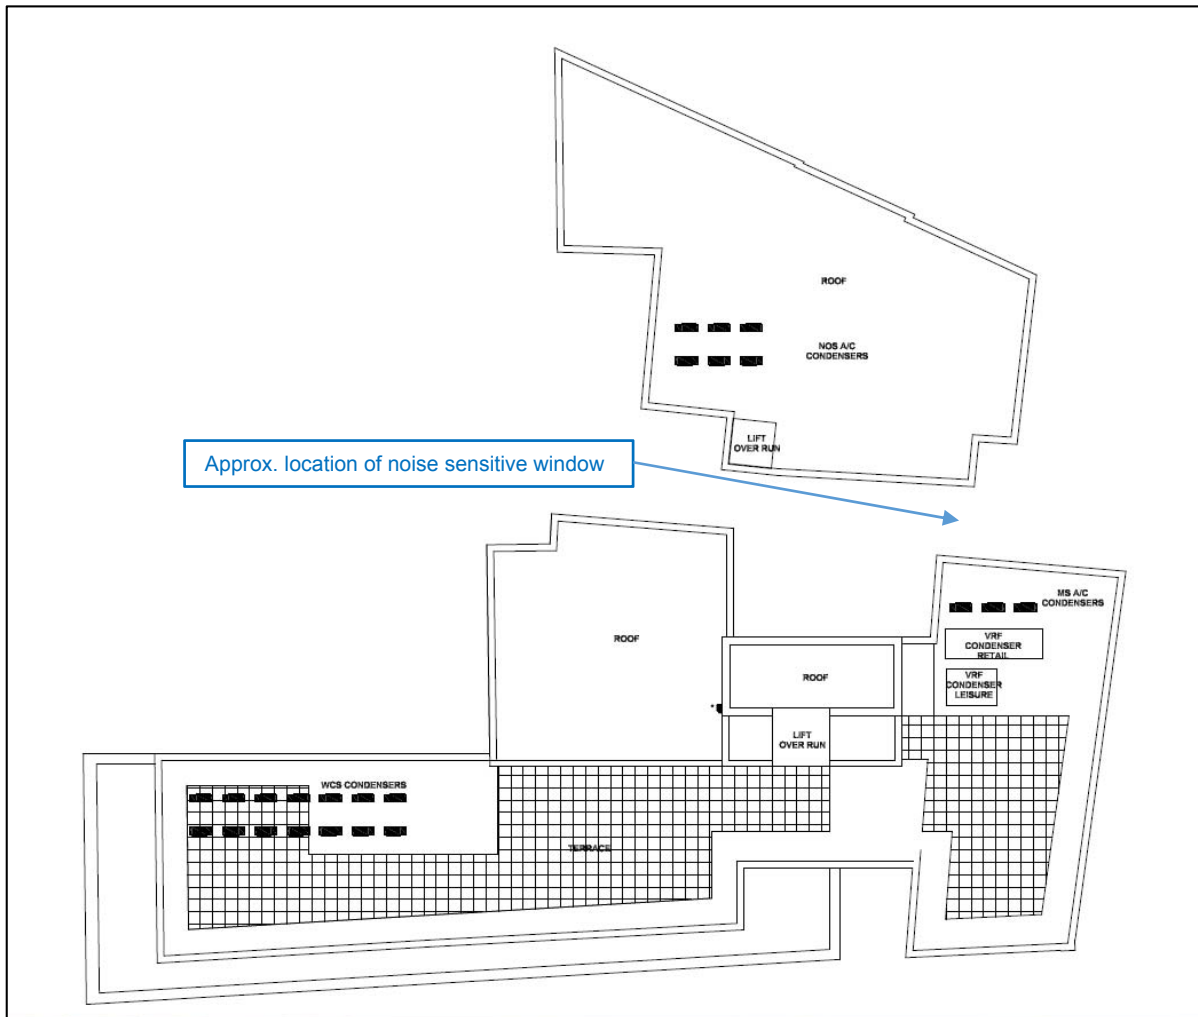 ROOF
NOS A/C
CONDENSERS
LIFT
OVER RUN
Approx. location of noise sensitive window
MS A/C
CONDENSERS
VRF
CONDENSER
RETAIL
ROOF
ROOF
VRF
CONDENSER
LEISURE
LIFT
OVER RUN
WCS CONDENSERS
TERRACE